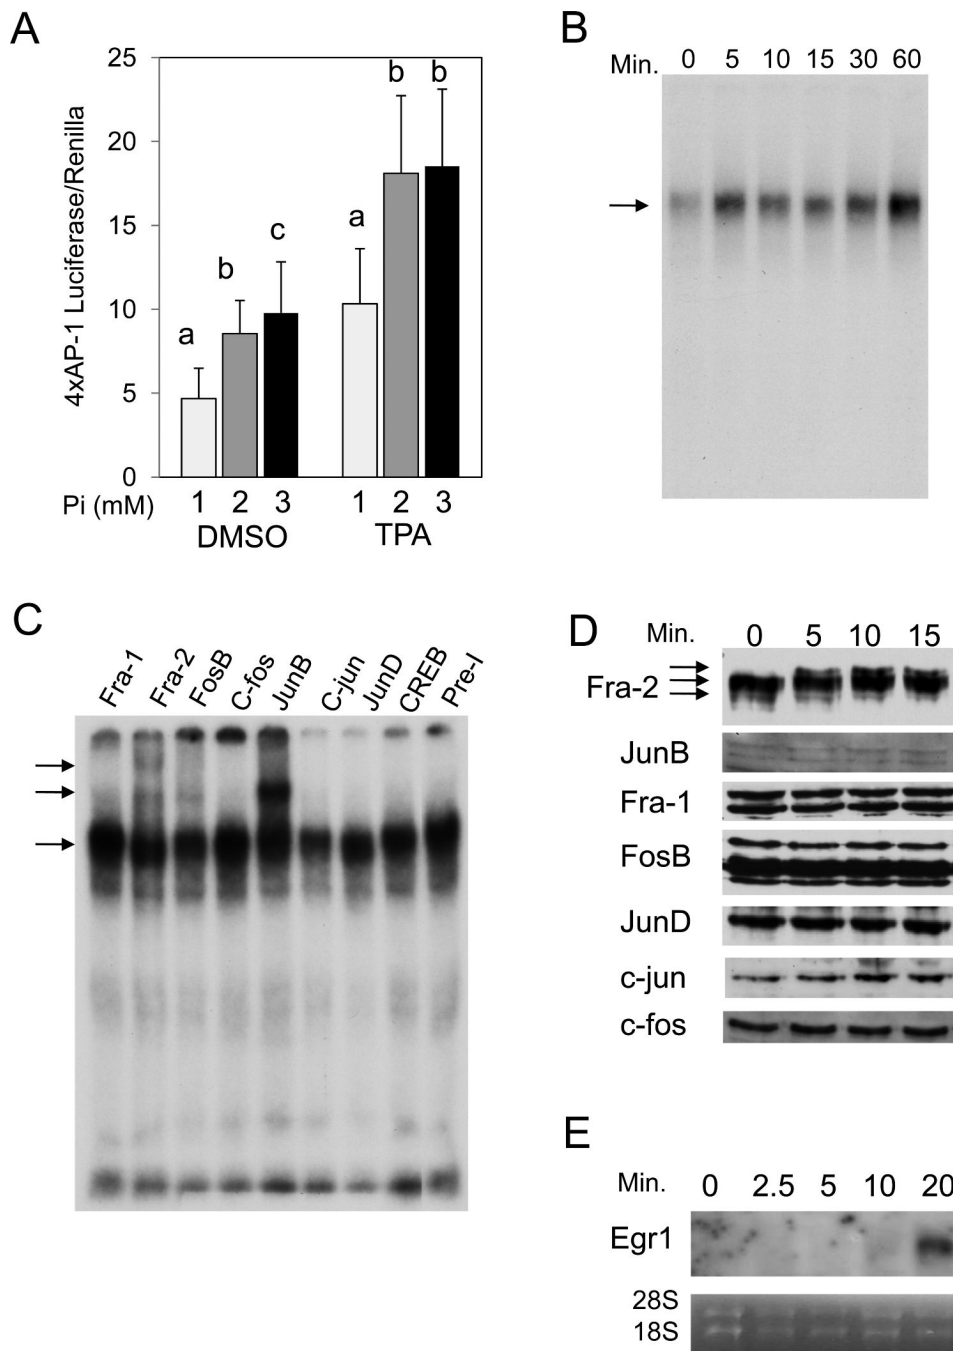 A
4xAP-1 Luciferase/Renilla
25
20
15
10
5
0
a
b
c
a
b
b
Pi (mM)
1 2 3 1 2 3
DMSO TPA
B
Min. 0 5 10 15 30 60
C
Fra-1 Fra-2 FosB C-fos JunB C-jun JunD CREB Pre-I
D
Min. 0 5 10 15
Fra-2
JunB
Fra-1
FosB
JunD
c-jun
c-fos
E
Min. 0 2.5 5 10 20
Egr1
28S
18S